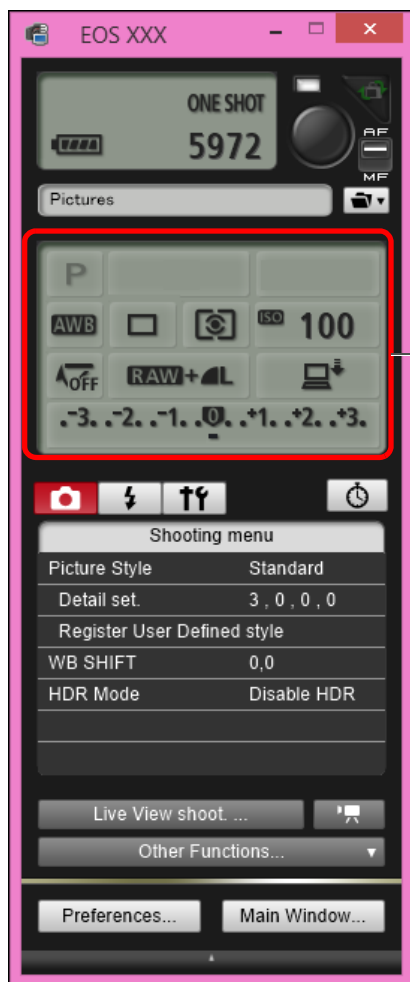 EOS XXX
ONE SHOT
5972
AF
MF
Pictures
P
AWB
ISO 100
OFF RAW+L
.-3. .-2. .-1. .0. .+1. .+2. .+3.
Shooting menu
Picture Style Standard
Detail set. 3 , 0 , 0 , 0
Register User Defined style
WB SHIFT 0,0
HDR Mode Disable HDR
Live View shoot. ...
Other Functions...
Preferences... Main Window...